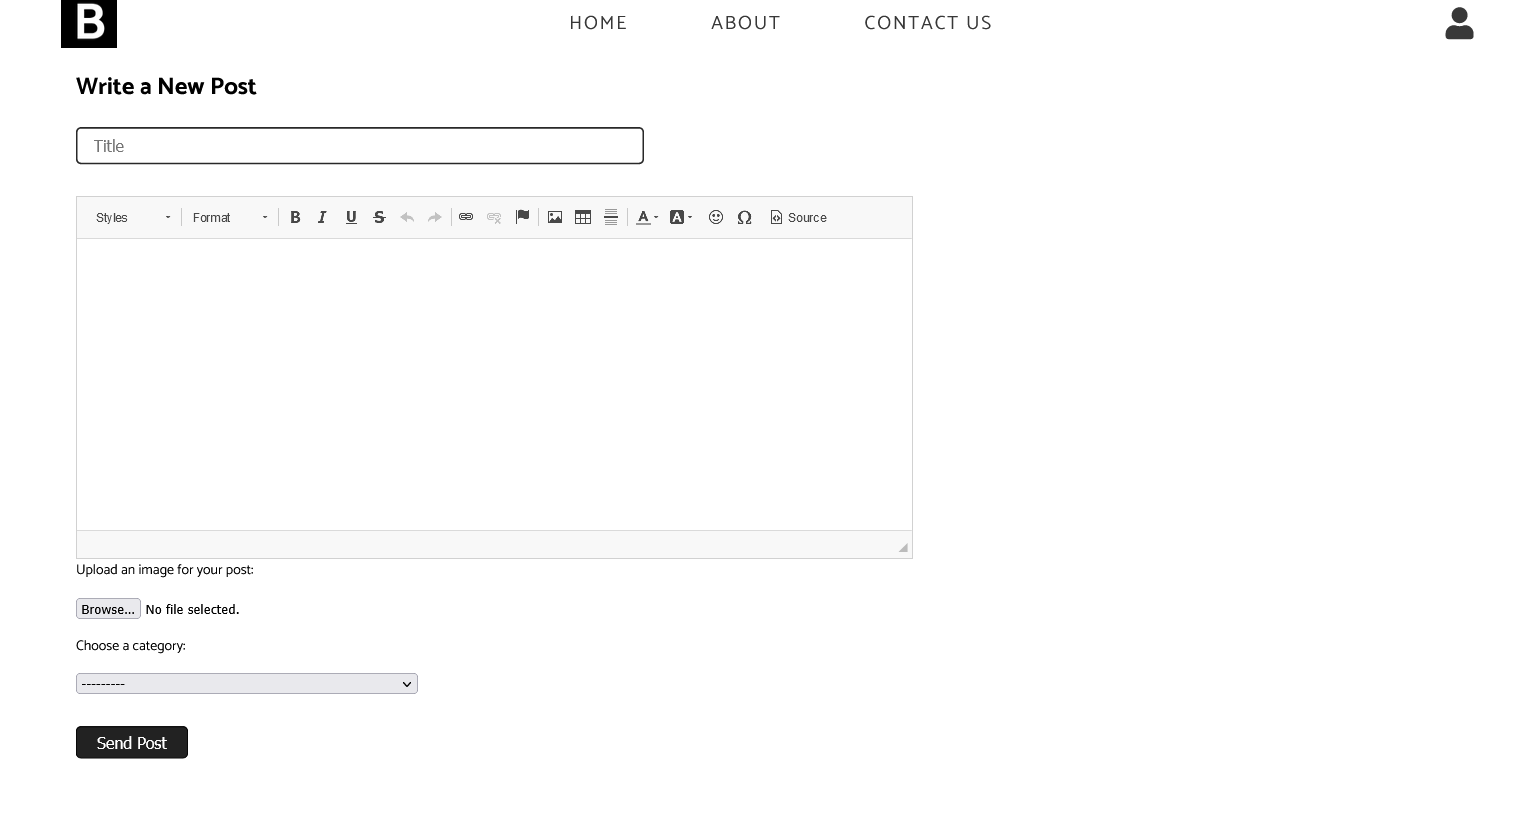 B HOME ABOUT CONTACT US
Write a New Post
Title
Styles Format B I U S A A Ω Source
Upload an image for your post:
Browse... No file selected.
Choose a category:
---------
Send Post